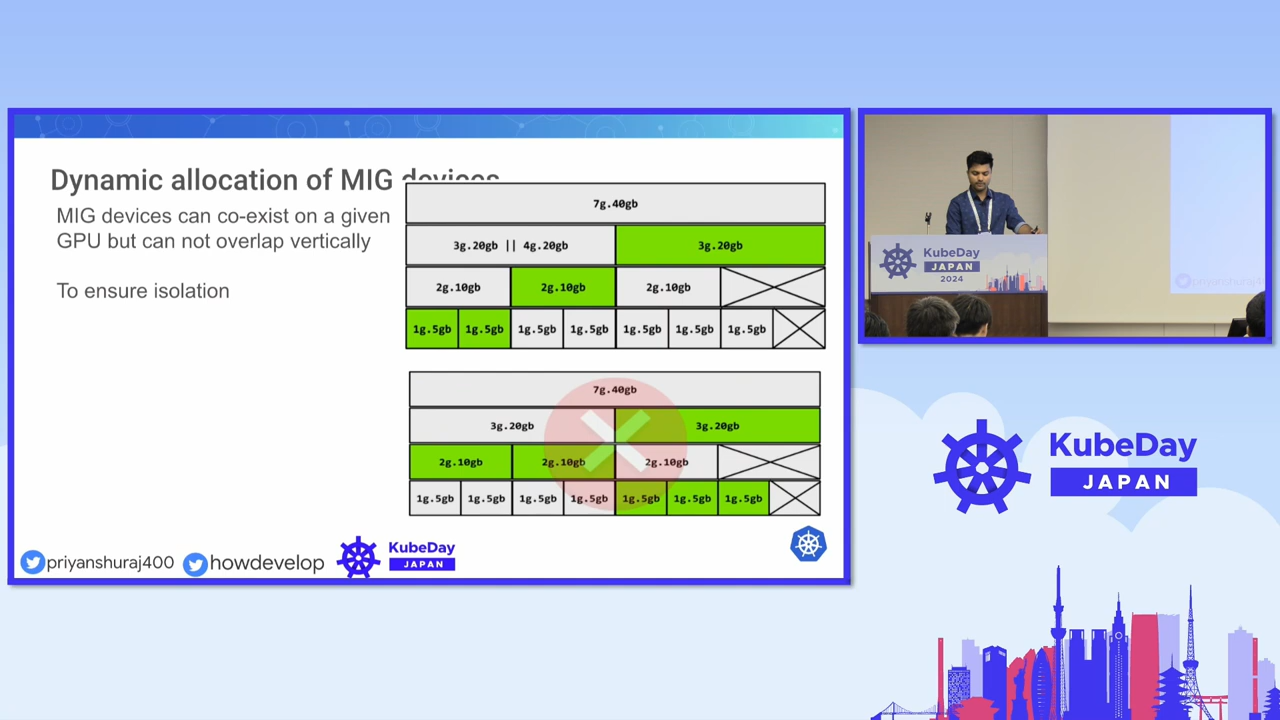 Dynamic allocation of MIG devices
MIG devices can co-exist on a given
GPU but can not overlap vertically
To ensure isolation
7g.40gb
3g.20gb || 4g.20gb 3g.20gb
2g.10gb 2g.10gb 2g.10gb
1g.5gb 1g.5gb 1g.5gb 1g.5gb 1g.5gb 1g.5gb 1g.5gb
7g.40gb
3g.20gb 3g.20gb
2g.10gb 2g.10gb 2g.10gb
1g.5gb 1g.5gb 1g.5gb 1g.5gb 1g.5gb 1g.5gb 1g.5gb
priyanshuraj400 howdevelop
KubeDay
JAPAN
KubeDay
JAPAN
2024
priyanshuraj4
KubeDay
JAPAN